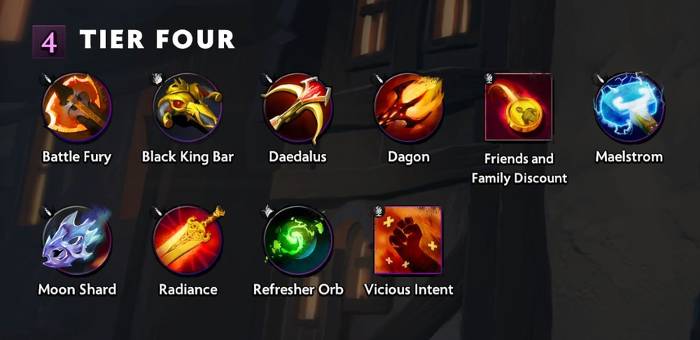 4 TIER FOUR
Battle Fury
Black King Bar
Daedalus
Dagon
Friends and
Family Discount
Maelstrom
Moon Shard
Radiance
Refresher Orb
Vicious Intent